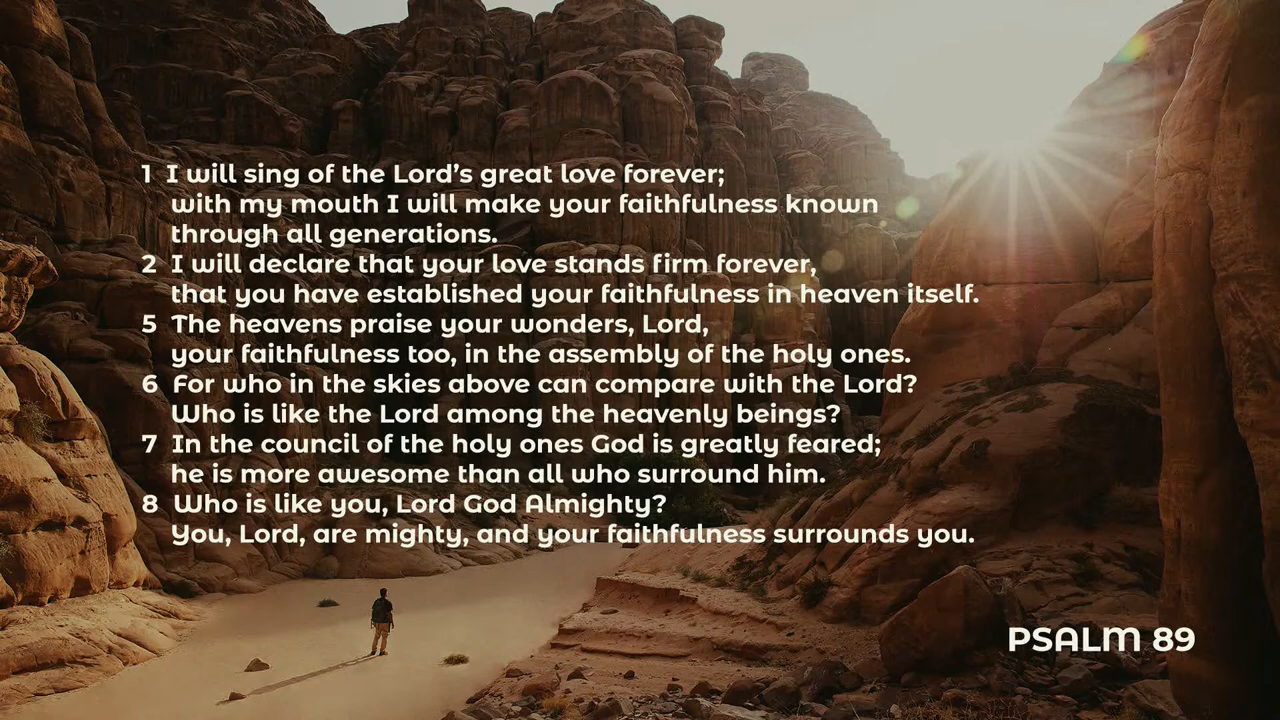 1 I will sing of the Lord’s great love forever;
with my mouth I will make your faithfulness known
through all generations.
2 I will declare that your love stands firm forever,
that you have established your faithfulness in heaven itself.
5 The heavens praise your wonders, Lord,
your faithfulness too, in the assembly of the holy ones.
6 For who in the skies above can compare with the Lord?
Who is like the Lord among the heavenly beings?
7 In the council of the holy ones God is greatly feared;
he is more awesome than all who surround him.
8 Who is like you, Lord God Almighty?
You, Lord, are mighty, and your faithfulness surrounds you.
PSALM 89